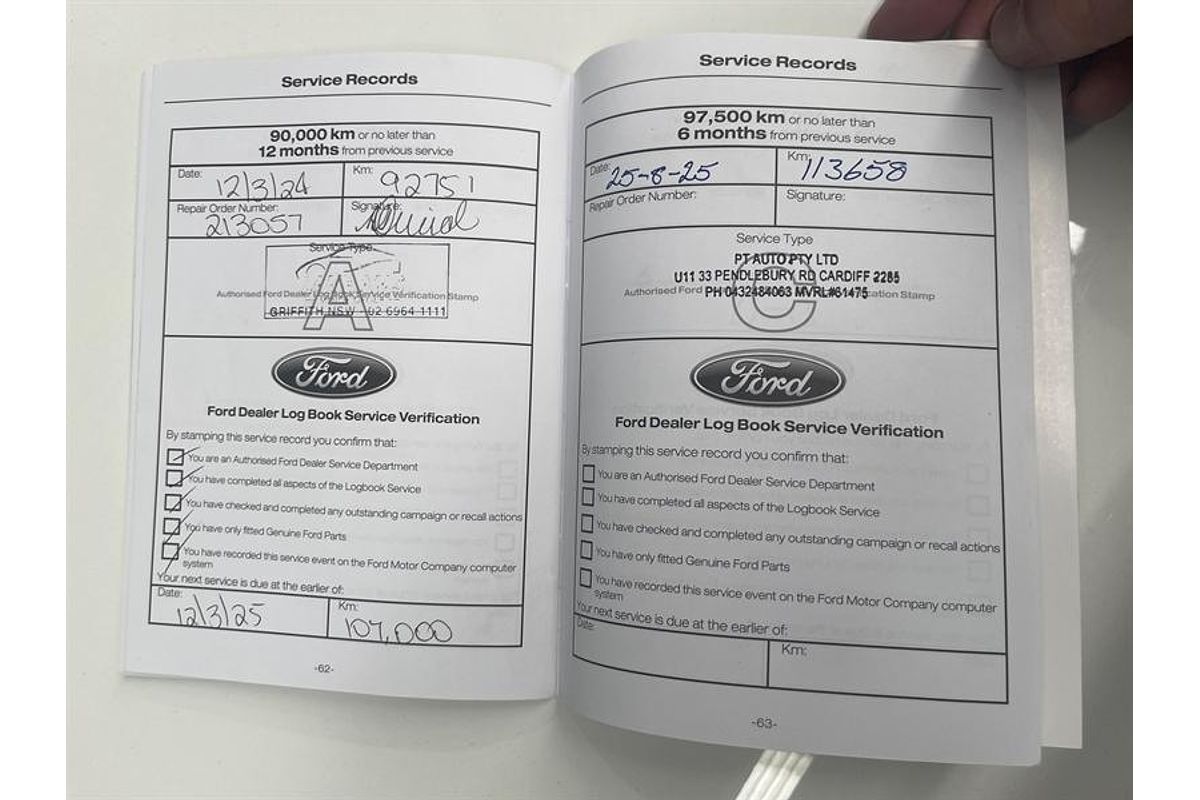 Service Records
90,000 km or no later than
12 months from previous service
Date: 12/3/24
Km: 92751
Repair Order Number: 213057
Signature:
Service Type
A
Authorised Ford Dealer Log Book Service Verification Stamp
GRIFFITH NSW 02 6964 1111
Ford
Ford Dealer Log Book Service Verification
By stamping this service record you confirm that:
You are an Authorised Ford Dealer Service Department
You have completed all aspects of the Logbook Service
You have checked and completed any outstanding campaign or recall actions
You have only fitted Genuine Ford Parts
You have recorded this service event on the Ford Motor Company computer
system
Your next service is due at the earlier of:
Date: 12/3/25
Km: 107,000
-62-
Service Records
97,500 km or no later than
6 months from previous service
Date: 25-8-25
Km: 113658
Repair Order Number:
Signature:
Service Type
PT AUTO PTY LTD
U11 33 PENDLEBURY RD CARDIFF 2285
Authorised Ford
PH 0432484063 MVRL#61475
cation Stamp
C
Ford
Ford Dealer Log Book Service Verification
By stamping this service record you confirm that:
You are an Authorised Ford Dealer Service Department
You have completed all aspects of the Logbook Service
You have checked and completed any outstanding campaign or recall actions
You have only fitted Genuine Ford Parts
You have recorded this service event on the Ford Motor Company computer
system
Your next service is due at the earlier of:
Date:
Km:
-63-